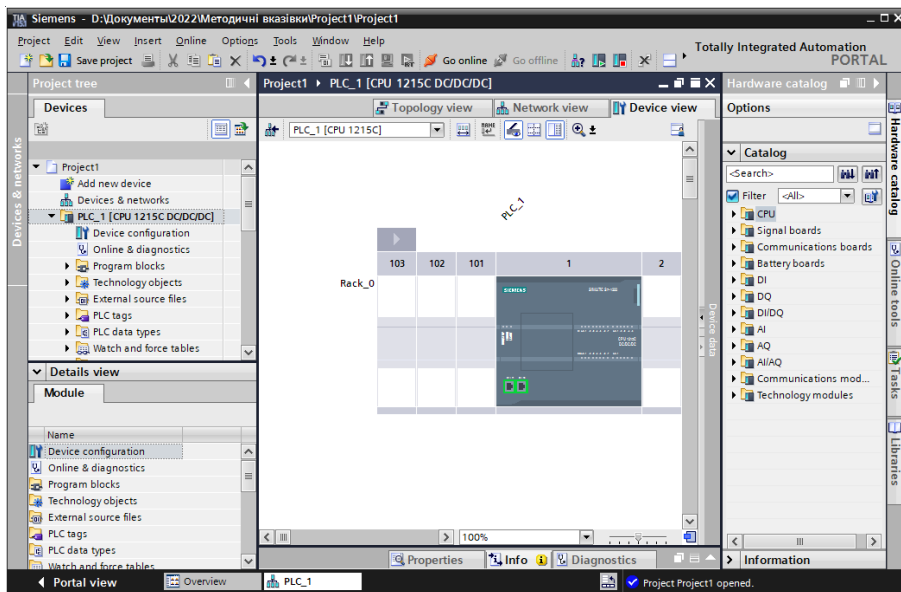 Siemens - D:\Документы\2022\Методичні вказівки\Project1\Project1
Project Edit View Insert Online Options Tools Window Help
Save project Go online Go offline
Totally Integrated Automation
PORTAL
Project tree
Devices
Project1
Add new device
Devices & networks
PLC_1 [CPU 1215C DC/DC/DC]
Device configuration
Online & diagnostics
Program blocks
Technology objects
External source files
PLC tags
PLC data types
Watch and force tables
Details view
Module
Name
Device configuration
Online & diagnostics
Program blocks
Technology objects
External source files
PLC tags
PLC data types
Watch and force tables
Devices & networks
Project1 PLC_1 [CPU 1215C DC/DC/DC]
Topology view Network view Device view
PLC_1 [CPU 1215C]
PLC_1
103 102 101 1 2
Rack_0
SIEMENS
Device data
100%
Properties Info Diagnostics
Hardware catalog
Options
Catalog
<Search>
Filter <All>
CPU
Signal boards
Communications boards
Battery boards
DI
DQ
DI/DQ
AI
AQ
AI/AQ
Communications mod...
Technology modules
Information
Hardware catalog
Online tools
Tasks
Libraries
Portal view Overview PLC_1 Project Project1 opened.